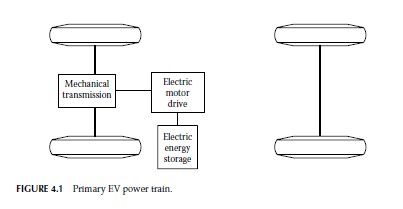 Mechanical
transmission
Electric
motor
drive
Electric
energy
storage
FIGURE 4.1 Primary EV power train.